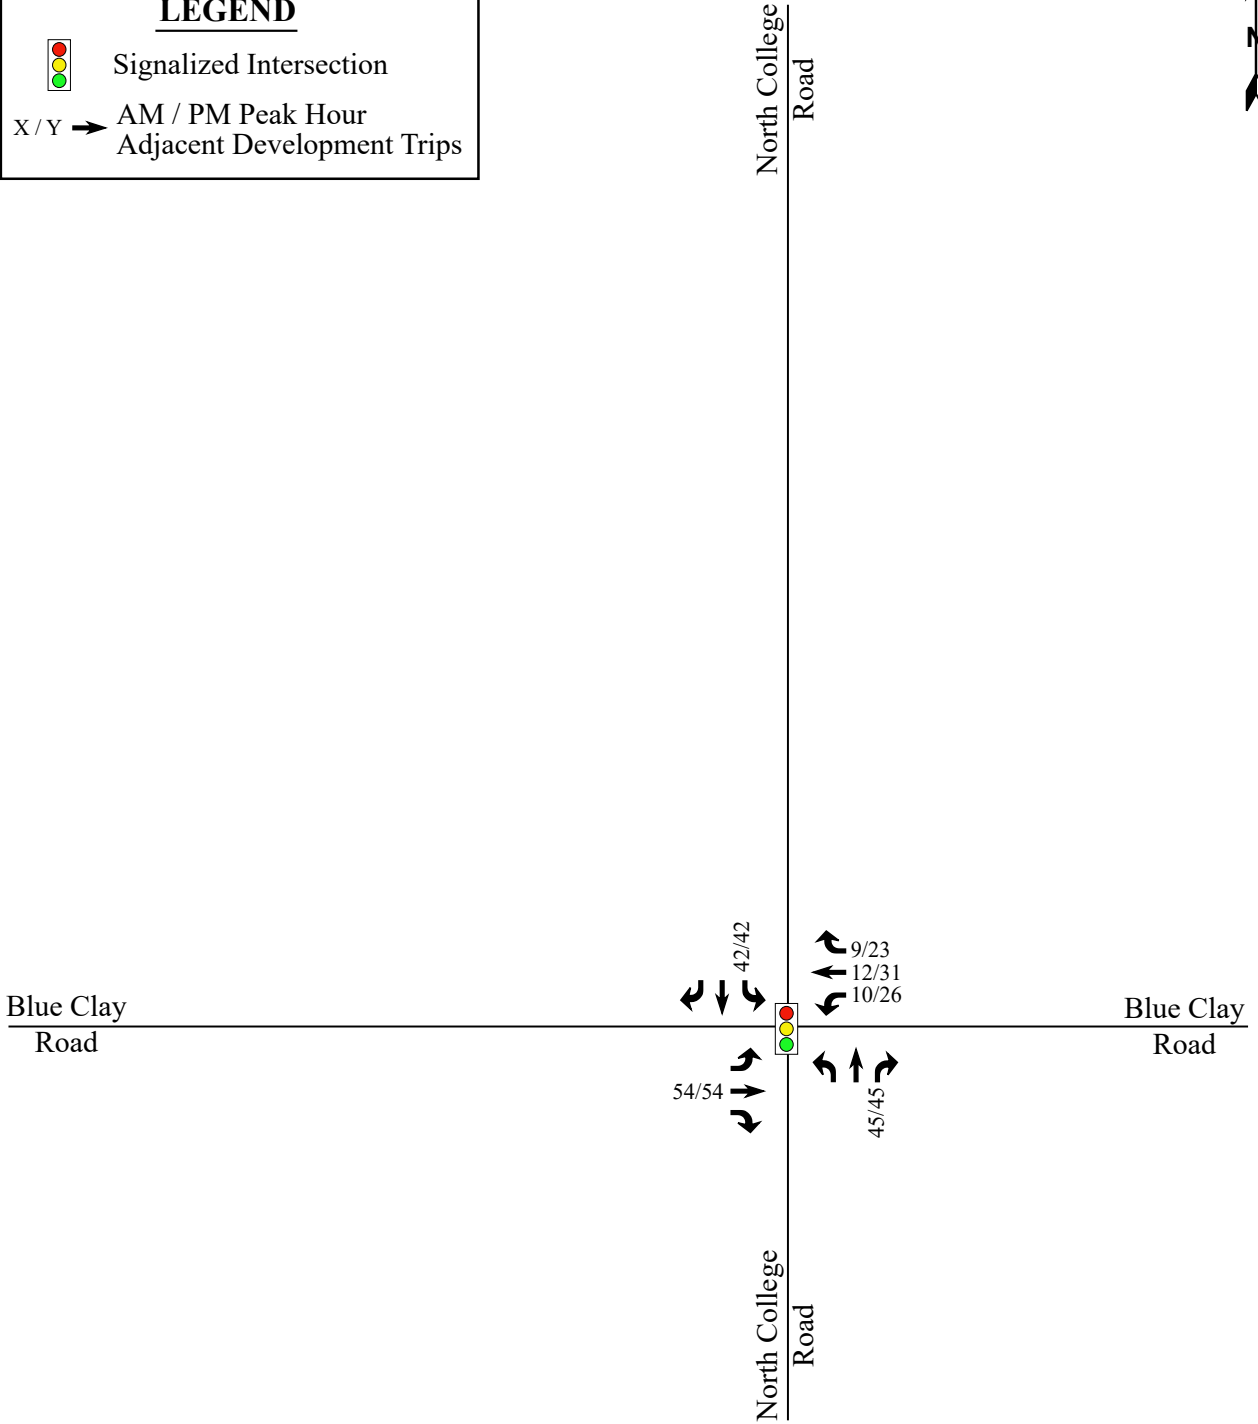 LEGEND
Signalized Intersection
X / Y
AM / PM Peak Hour
Adjacent Development Trips
North College
Road
N
42/42
9/23
12/31
10/26
Blue Clay
Road
Blue Clay
Road
54/54
45/45
North College
Road